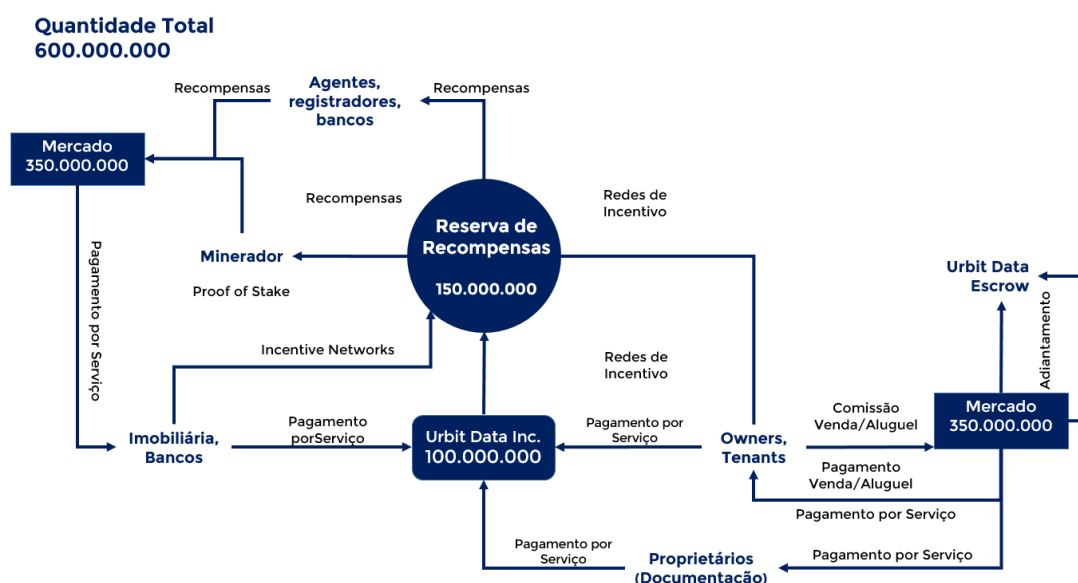 Quantidade Total
600.000.000
Recompensas
Agentes,
registradores,
bancos
Recompensas
Mercado
350.000.000
Recompensas
Redes de
Incentivo
Reserva de
Recompensas
150.000.000
Minerador
Proof of Stake
Pagamento por Serviço
Urbit Data
Escrow
Adiantamento
Incentive Networks
Redes de
Incentivo
Imobiliária,
Bancos
Pagamento
porServiço
Urbit Data Inc.
100.000.000
Pagamento por
Serviço
Owners,
Tenants
Comissão
Venda/Aluguel
Mercado
350.000.000
Pagamento
Venda/Aluguel
Pagamento por Serviço
Pagamento por
Serviço
Proprietários
(Documentação)
Pagamento por Serviço